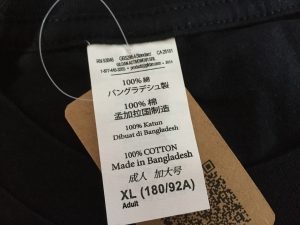 100% 綿
バングラデシュ製
100% 棉
孟加拉国制造
100% Katun
Dibuat di Bangladesh
100% COTTON
Made in Bangladesh
成人 加大号
XL (180/92A)
Adult